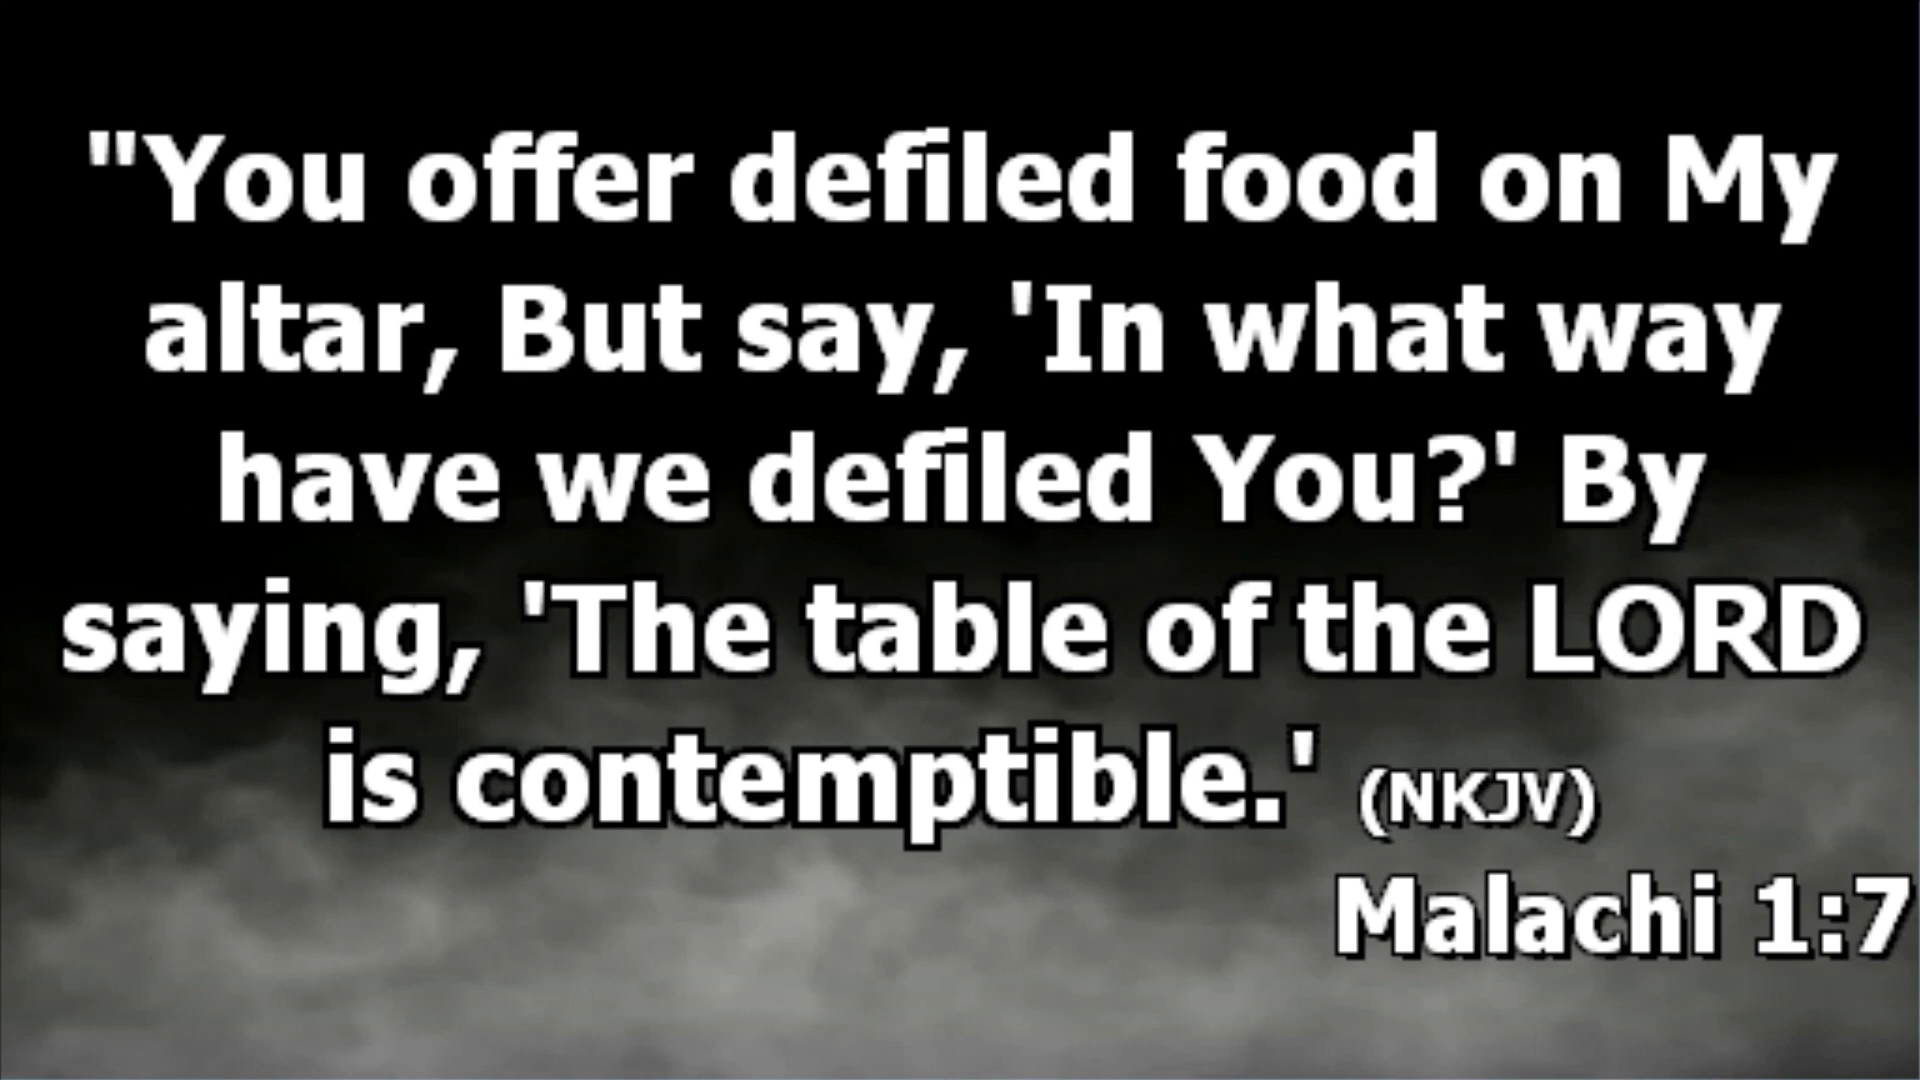 "You offer defiled food on My
altar, But say, 'In what way
have we defiled You?' By
saying, 'The table of the LORD
is contemptible.' (NKJV)
Malachi 1:7